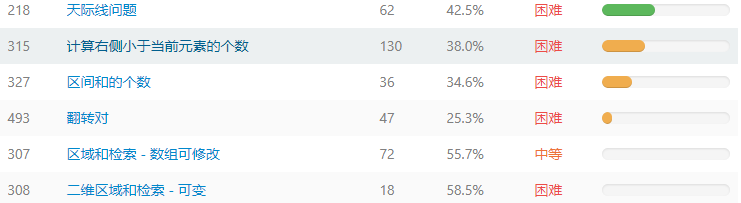 218 天际线问题 62 42.5% 困难
315 计算右侧小于当前元素的个数 130 38.0% 困难
327 区间和的个数 36 34.6% 困难
493 翻转对 47 25.3% 困难
307 区域和检索 - 数组可修改 72 55.7% 中等
308 二维区域和检索 - 可变 18 58.5% 困难